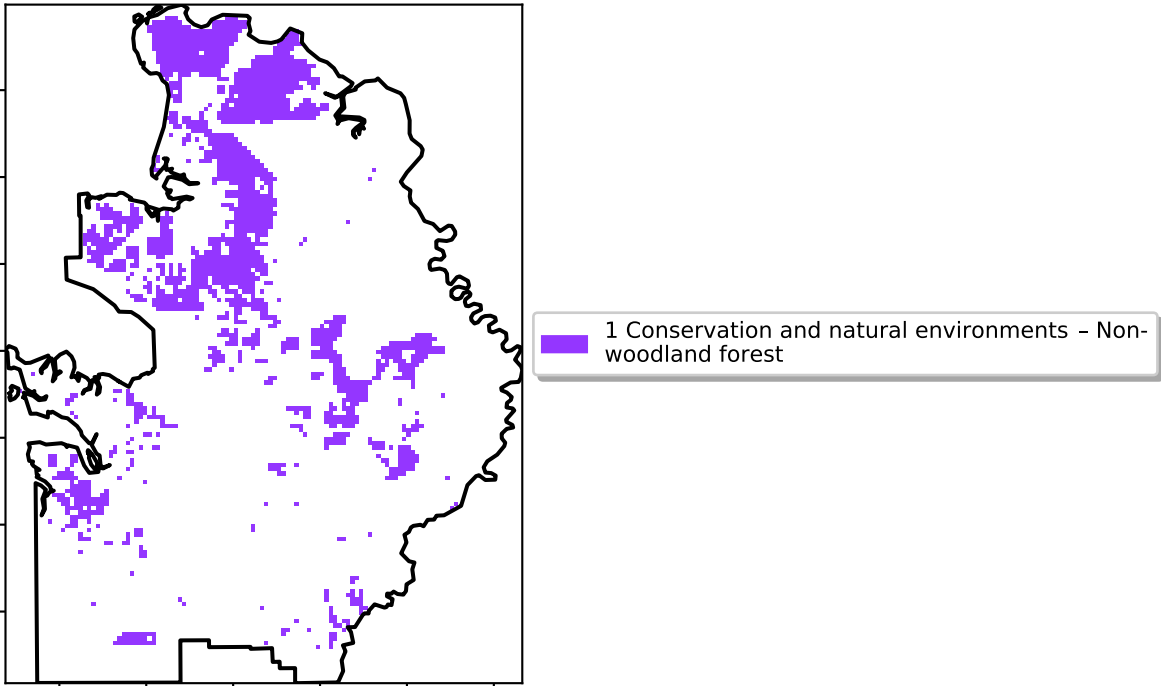 1 Conservation and natural environments – Non-
woodland forest